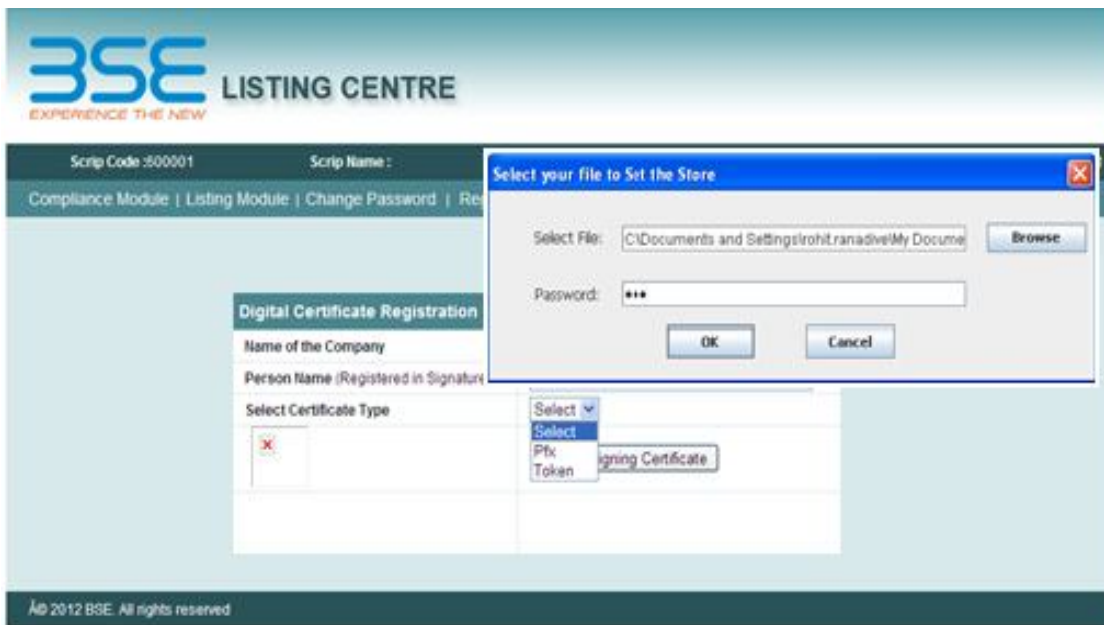 BSE
EXPERIENCE THE NEW
LISTING CENTRE
Scrip Code :600001
Scrip Name :
Compliance Module | Listing Module | Change Password | Re
Select your file to Set the Store
Select File:
C:\Documents and Settings\rohit.ranadive\My Docume
Browse
Password:
OK
Cancel
Digital Certificate Registration
Name of the Company
Person Name (Registered in Signature
Select Certificate Type
Select
Select
Pfx
Token
igning Certificate
Â© 2012 BSE. All rights reserved